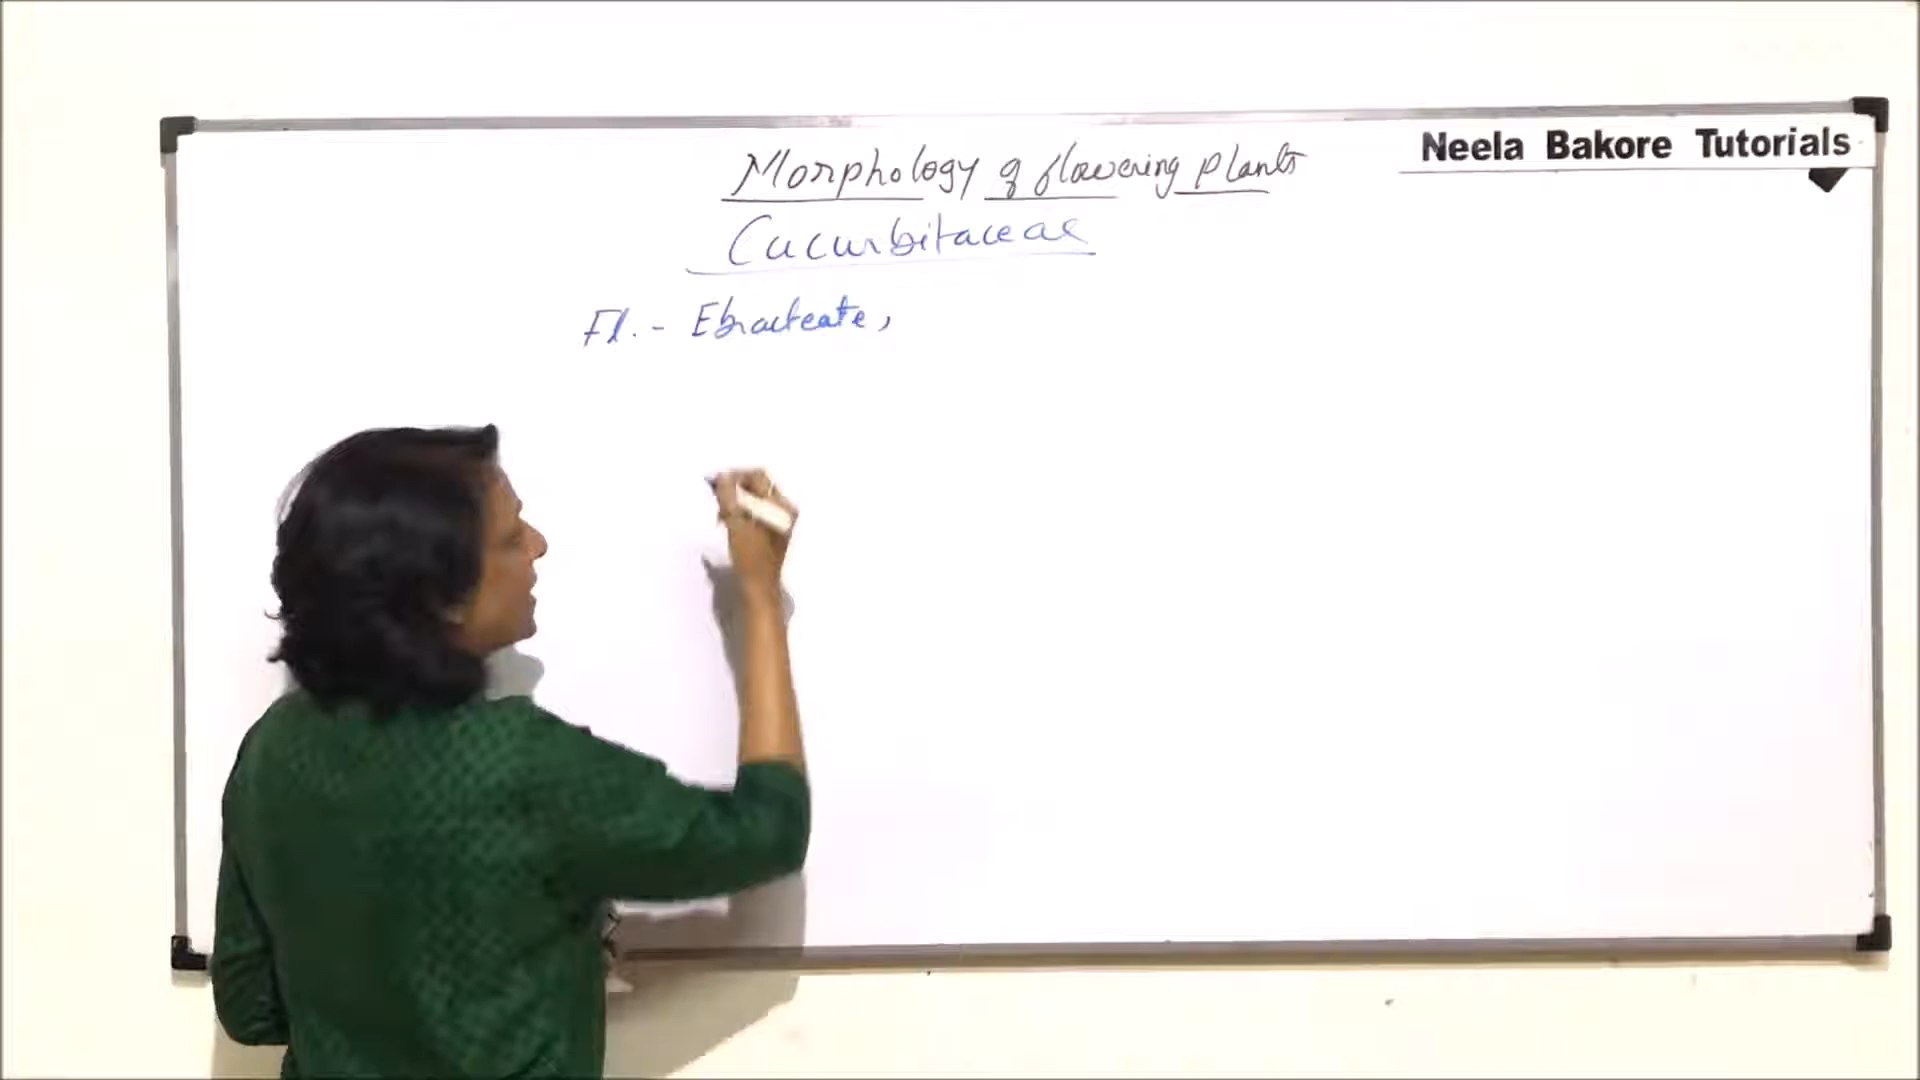 Neela Bakore Tutorials
Morphology of flowering plants
Cucurbitaceae
Fl. - Ebracteate,